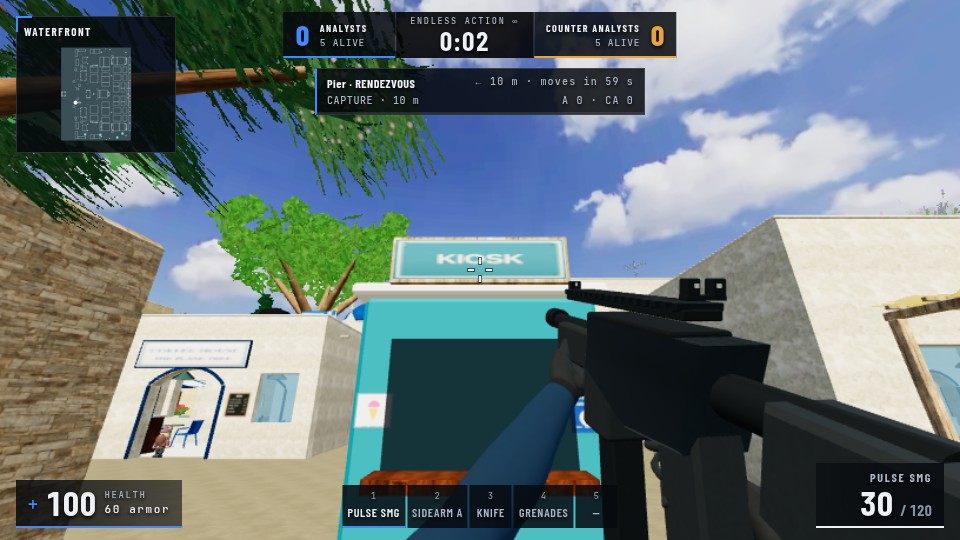 WATERFRONT
0 ANALYSTS
5 ALIVE
ENDLESS ACTION ∞
0:02
COUNTER ANALYSTS 0
5 ALIVE
Pier · RENDEZVOUS
← 10 m · moves in 59 s
CAPTURE · 10 m
A 0 · CA 0
KIOSK
+ 100 HEALTH
60 armor
1 2 3 4 5
PULSE SMG SIDEARM A KNIFE GRENADES —
PULSE SMG
30 / 120